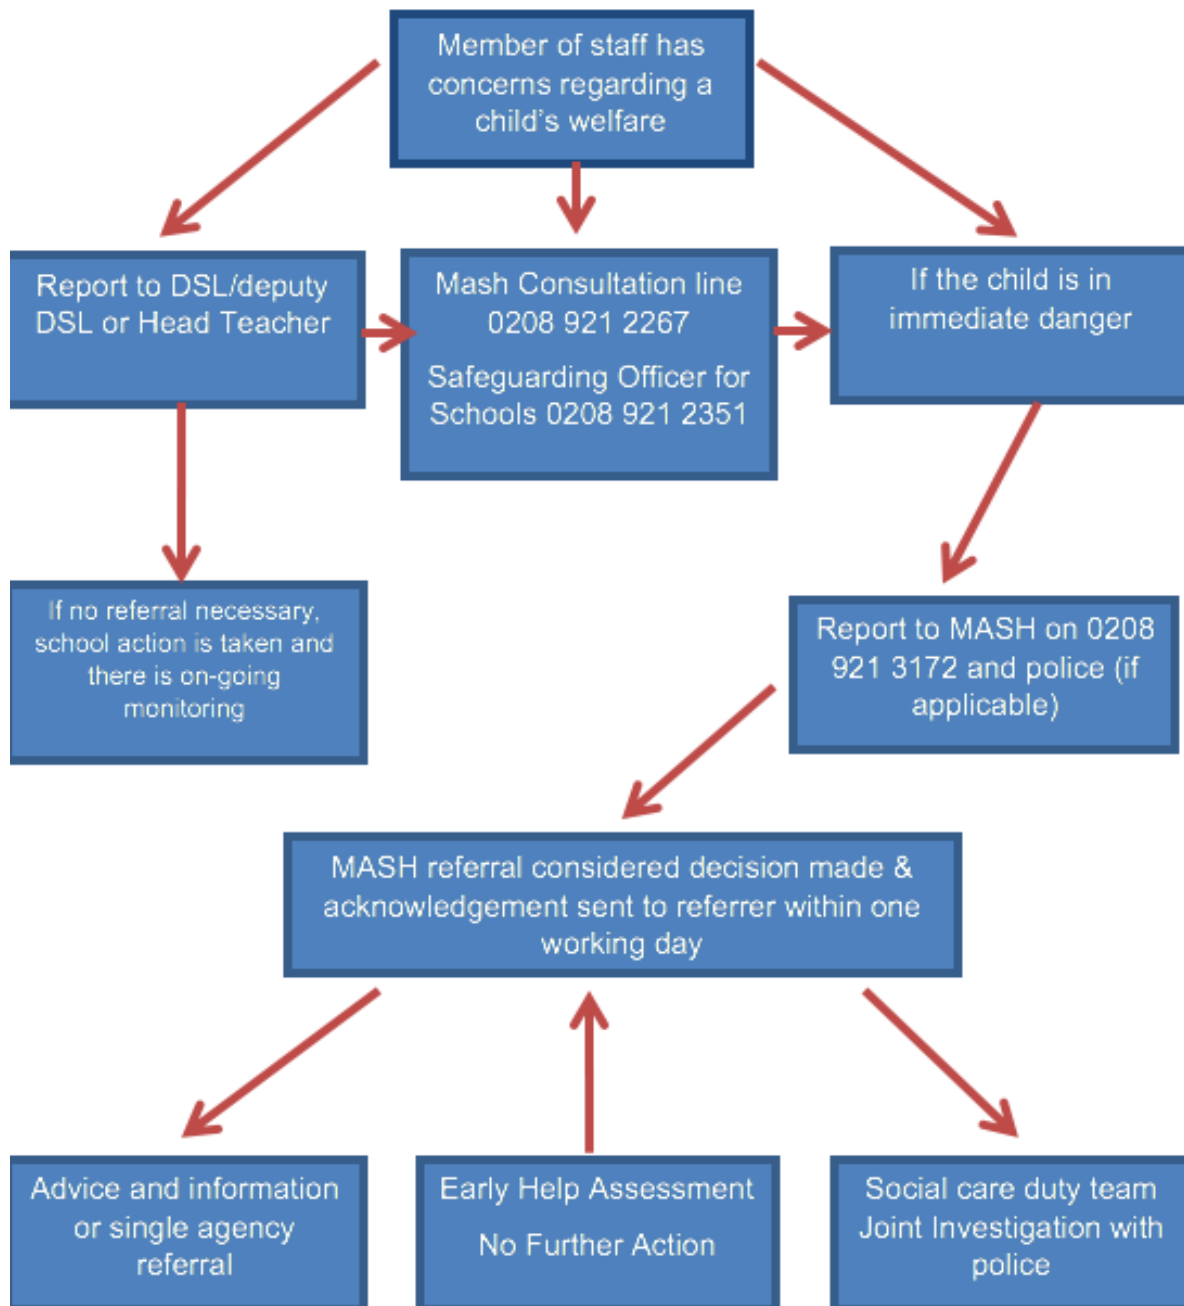 Member of staff has
concerns regarding a
child's welfare
Report to DSL/deputy
DSL or Head Teacher
Mash Consultation line
0208 921 2267
Safeguarding Officer for
Schools 0208 921 2351
If the child is in
immediate danger
If no referral necessary,
school action is taken and
there is on-going
monitoring
Report to MASH on 0208
921 3172 and police (if
applicable)
MASH referral considered decision made &
acknowledgement sent to referrer within one
working day
Advice and information
or single agency
referral
Early Help Assessment
No Further Action
Social care duty team
Joint Investigation with
police